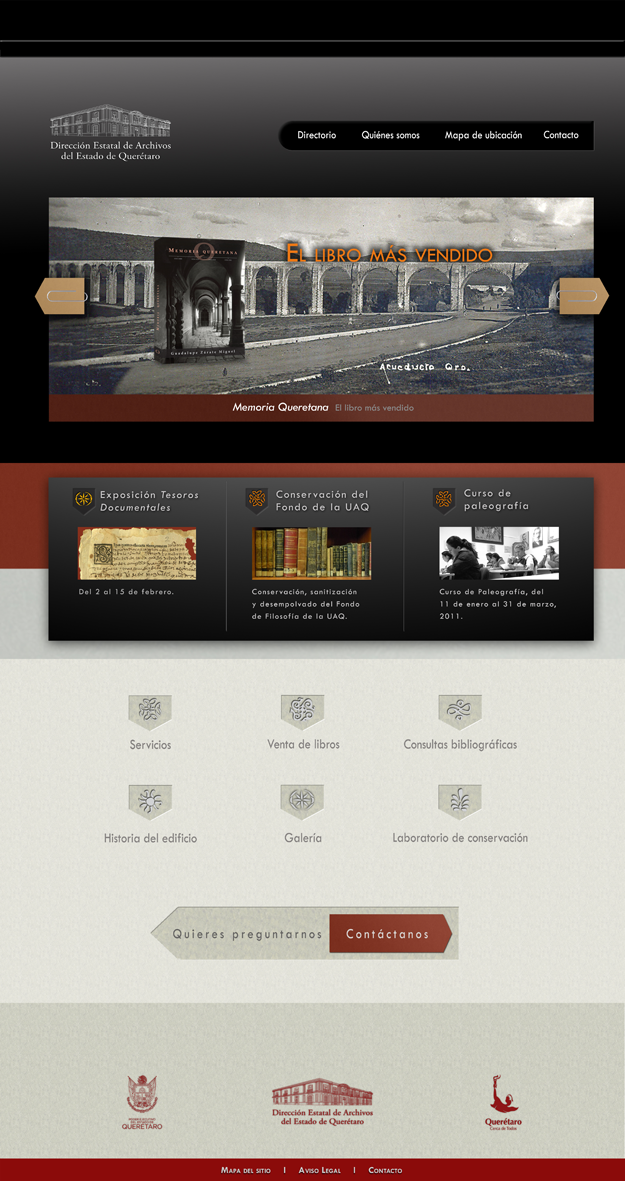 Dirección Estatal de Archivos
del Estado de Querétaro
Directorio
Quiénes somos
Mapa de ubicación
Contacto
El libro más vendido
Memoria Queretana
Guadalupe Zárate Miguel
Acueducto Qro.
Memoria Queretana El libro más vendido
Exposición Tesoros
Documentales
Del 2 al 15 de febrero.
Conservación del
Fondo de la UAQ
Conservación, sanitización
y desempolvado del Fondo
de Filosofía de la UAQ.
Curso de
paleografía
Curso de Paleografía, del
11 de enero al 31 de marzo,
2011.
Servicios
Venta de libros
Consultas bibliográficas
Historia del edificio
Galería
Laboratorio de conservación
Quieres preguntarnos
Contáctanos
QUERÉTARO
Dirección Estatal de Archivos
del Estado de Querétaro
Querétaro
Cerca de Todos
Mapa del sitio | Aviso Legal | Contacto